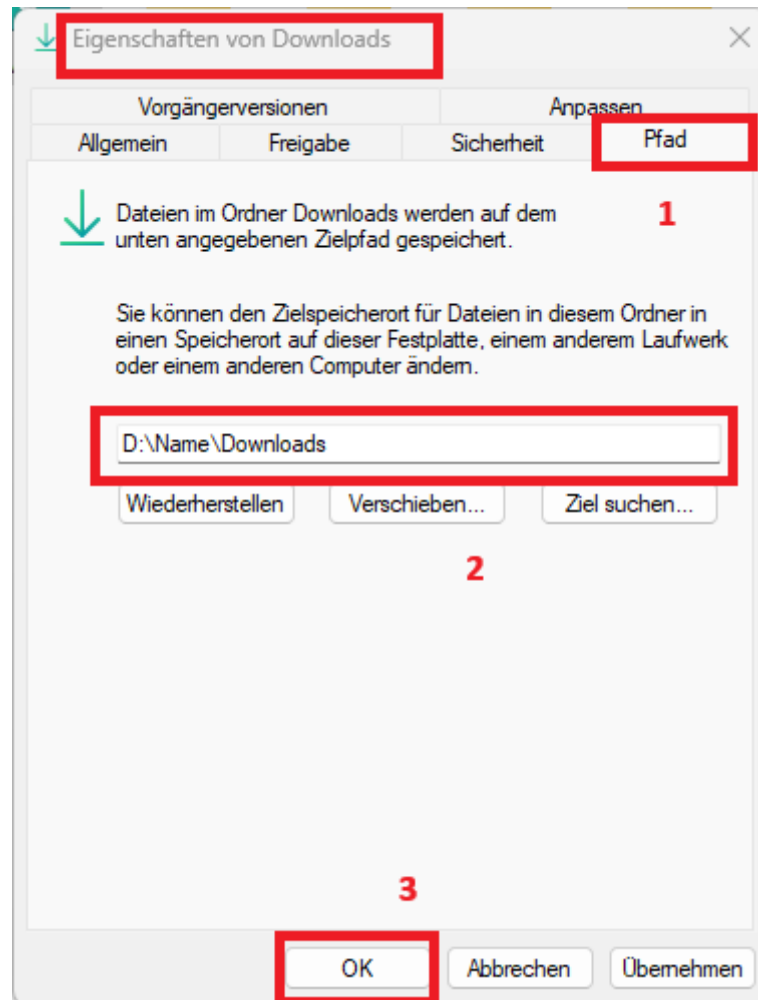 Eigenschaften von Downloads
Vorgängerversionen Anpassen
Allgemein Freigabe Sicherheit Pfad
1
Dateien im Ordner Downloads werden auf dem
unten angegebenen Zielpfad gespeichert.
Sie können den Zielspeicherort für Dateien in diesem Ordner in
einen Speicherort auf dieser Festplatte, einem anderem Laufwerk
oder einem anderen Computer ändern.
D:\Name\Downloads
Wiederherstellen Verschieben... Ziel suchen...
2
3
OK Abbrechen Übernehmen